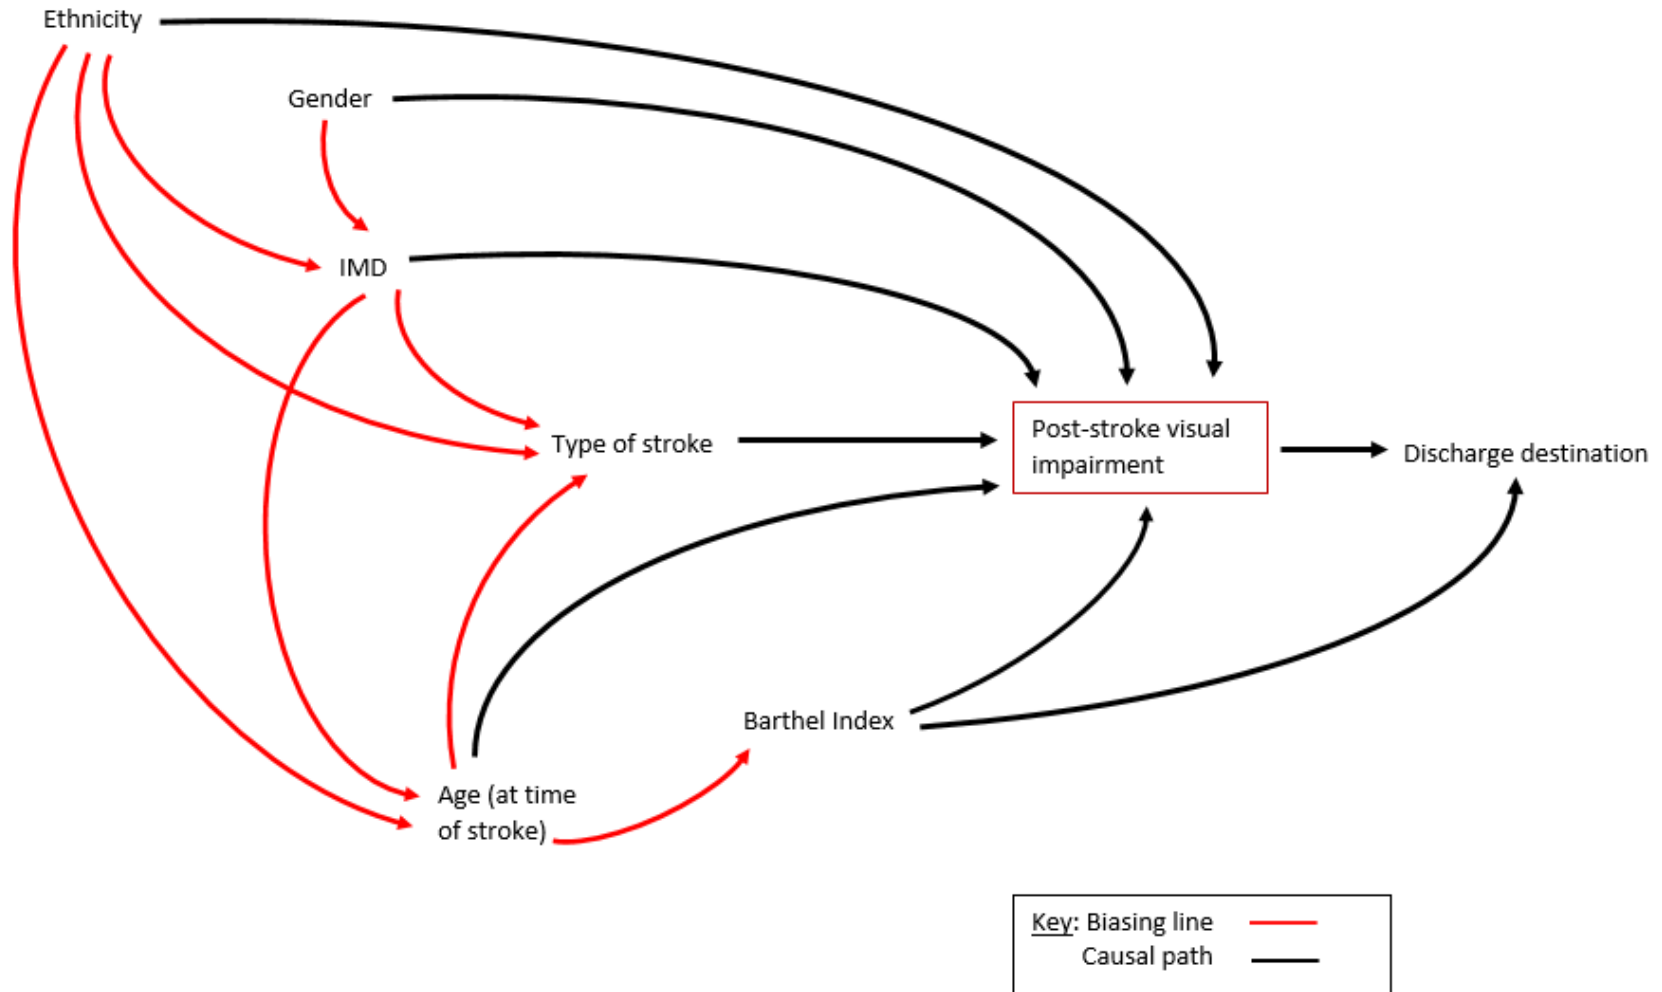 Ethnicity
Gender
IMD
Type of stroke
Post-stroke visual
impairment
Discharge destination
Barthel Index
Age (at time
of stroke)
Key: Biasing line
Causal path